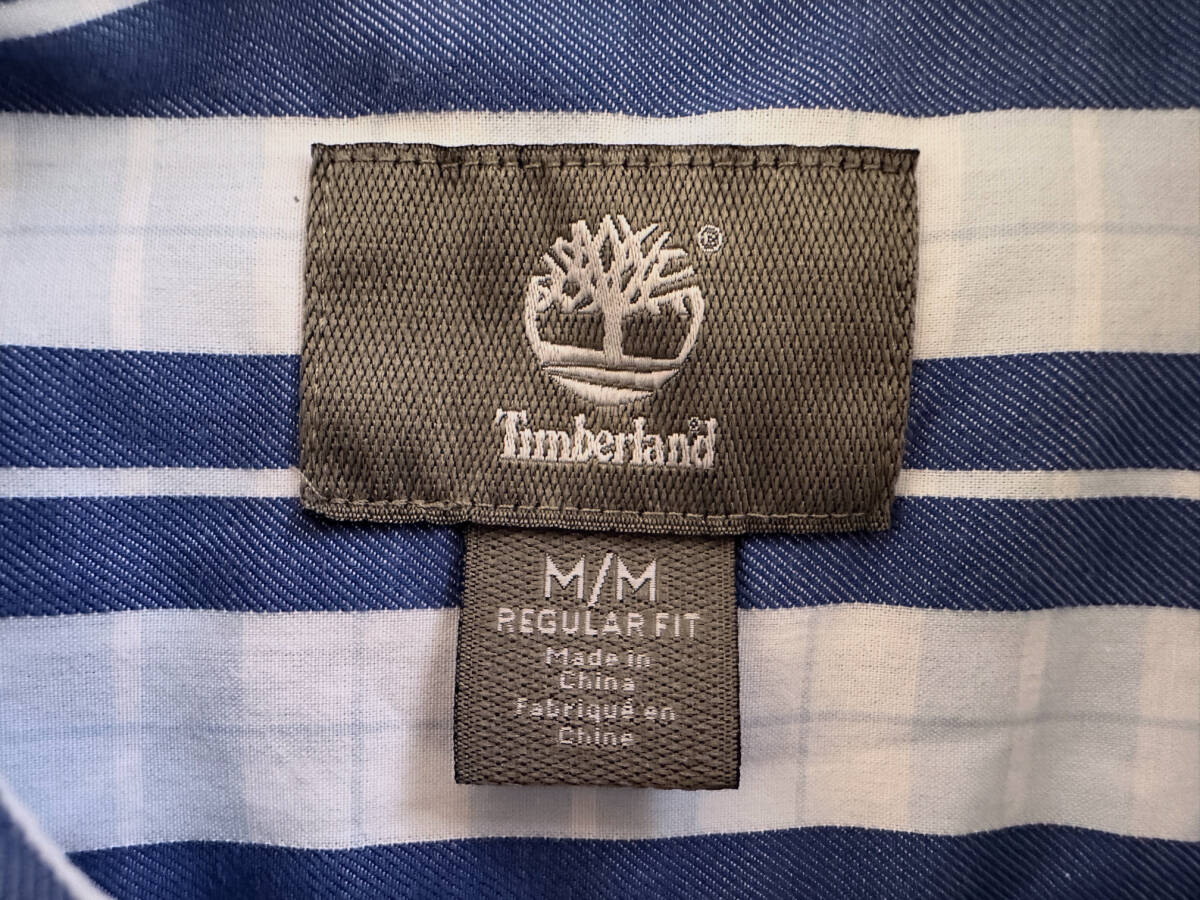 ®
Timberland®
M/M
REGULAR FIT
Made in
China
Fabriqué en
Chine